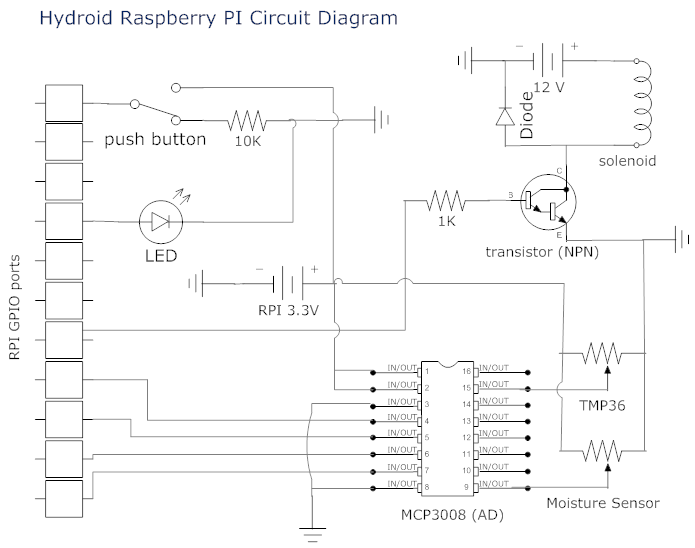 Hydroid Raspberry PI Circuit Diagram
− +
12 V
Diode
solenoid
push button
10K
C
B
1K
E
transistor (NPN)
LED
− +
RPI 3.3V
RPI GPIO ports
IN/OUT 1 16 IN/OUT
IN/OUT 2 15 IN/OUT
IN/OUT 3 14 IN/OUT
IN/OUT 4 13 IN/OUT
IN/OUT 5 12 IN/OUT
IN/OUT 6 11 IN/OUT
IN/OUT 7 10 IN/OUT
IN/OUT 8 9 IN/OUT
TMP36
Moisture Sensor
MCP3008 (AD)